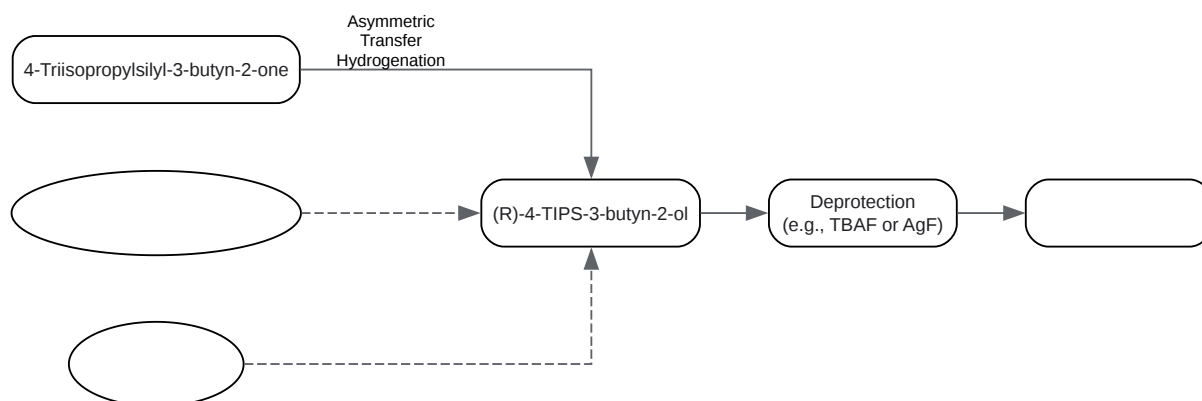 Asymmetric
Transfer
Hydrogenation
4-Triisopropylsilyl-3-butyn-2-one
(R)-4-TIPS-3-butyn-2-ol
Deprotection
(e.g., TBAF or AgF)